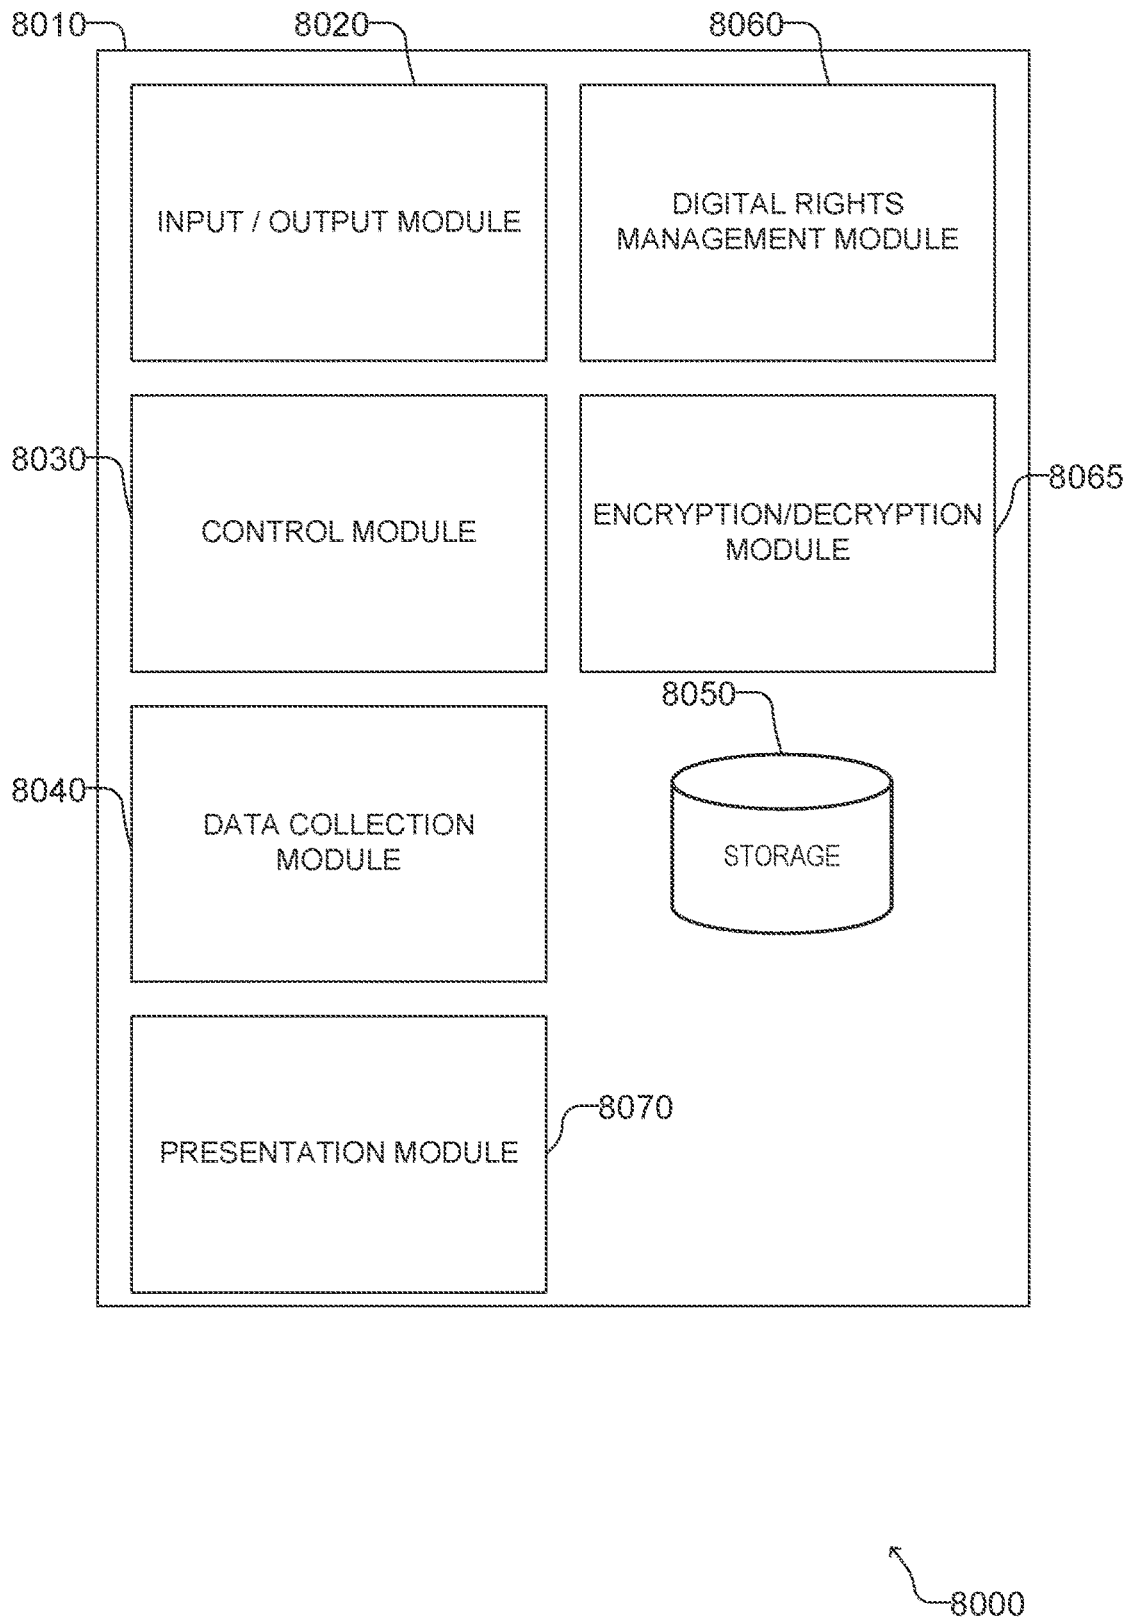 8010
8020
8060
INPUT / OUTPUT MODULE
DIGITAL RIGHTS
MANAGEMENT MODULE
8030
CONTROL MODULE
ENCRYPTION/DECRYPTION
MODULE
8065
8050
8040
DATA COLLECTION
MODULE
STORAGE
PRESENTATION MODULE
8070
8000